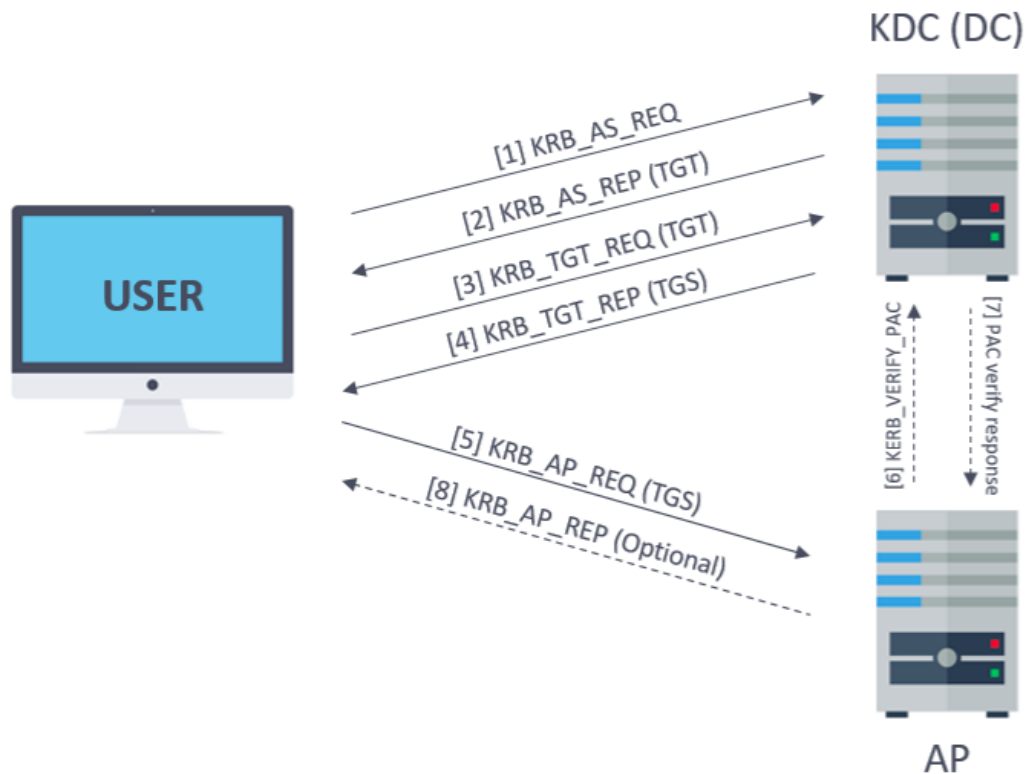 KDC (DC)
[1] KRB_AS_REQ
[2] KRB_AS_REP (TGT)
[3] KRB_TGT_REQ (TGT)
[4] KRB_TGT_REP (TGS)
USER
[5] KRB_AP_REQ (TGS)
[6] KERB_VERIFY_PAC
[7] PAC verify response
[8] KRB_AP_REP (Optional)
AP